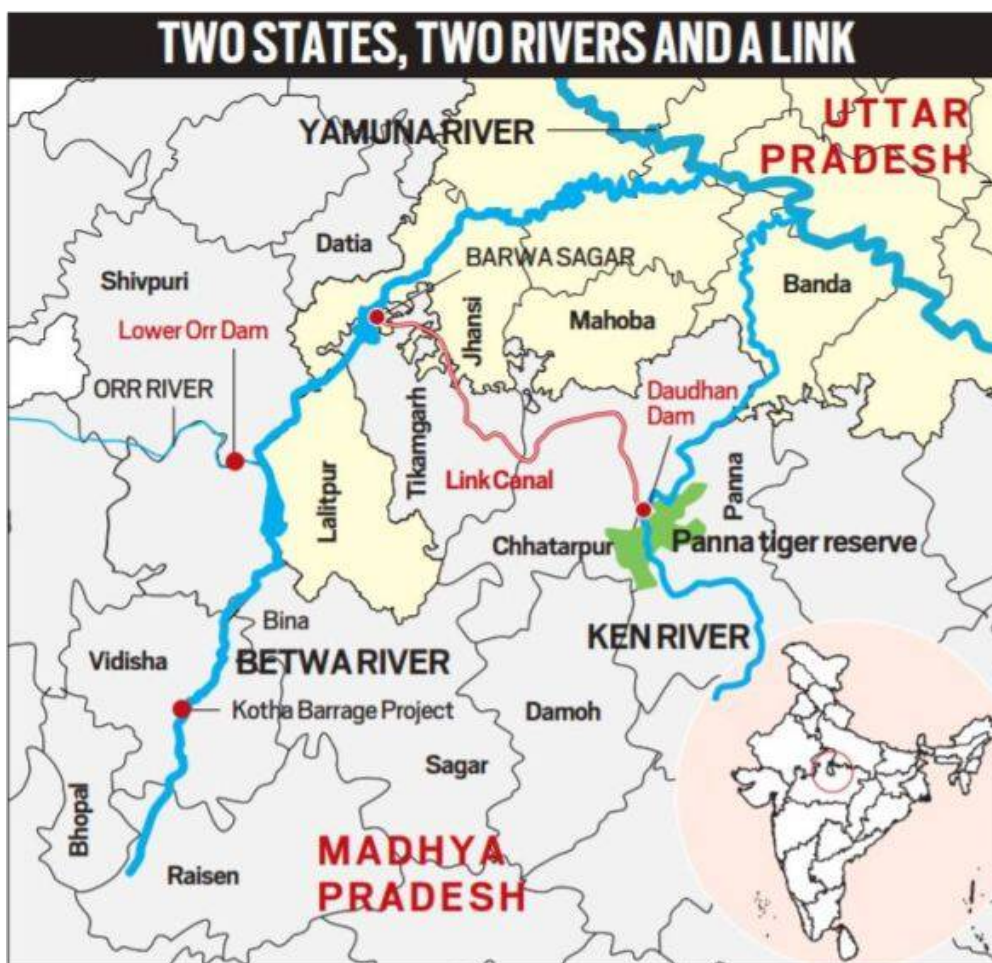 TWO STATES, TWO RIVERS AND A LINK
YAMUNA RIVER
UTTAR
PRADESH
Datia
BARWA SAGAR
Shivpuri
Banda
Jhansi
Mahoba
Lower Orr Dam
Daudhan
Dam
ORR RIVER
Tikamgarh
Link Canal
Lalitpur
Panna
Chhatarpur
Panna tiger reserve
Bina
KEN RIVER
Vidisha
BETWA RIVER
Kotha Barrage Project
Damoh
Sagar
Bhopal
MADHYA
PRADESH
Raisen